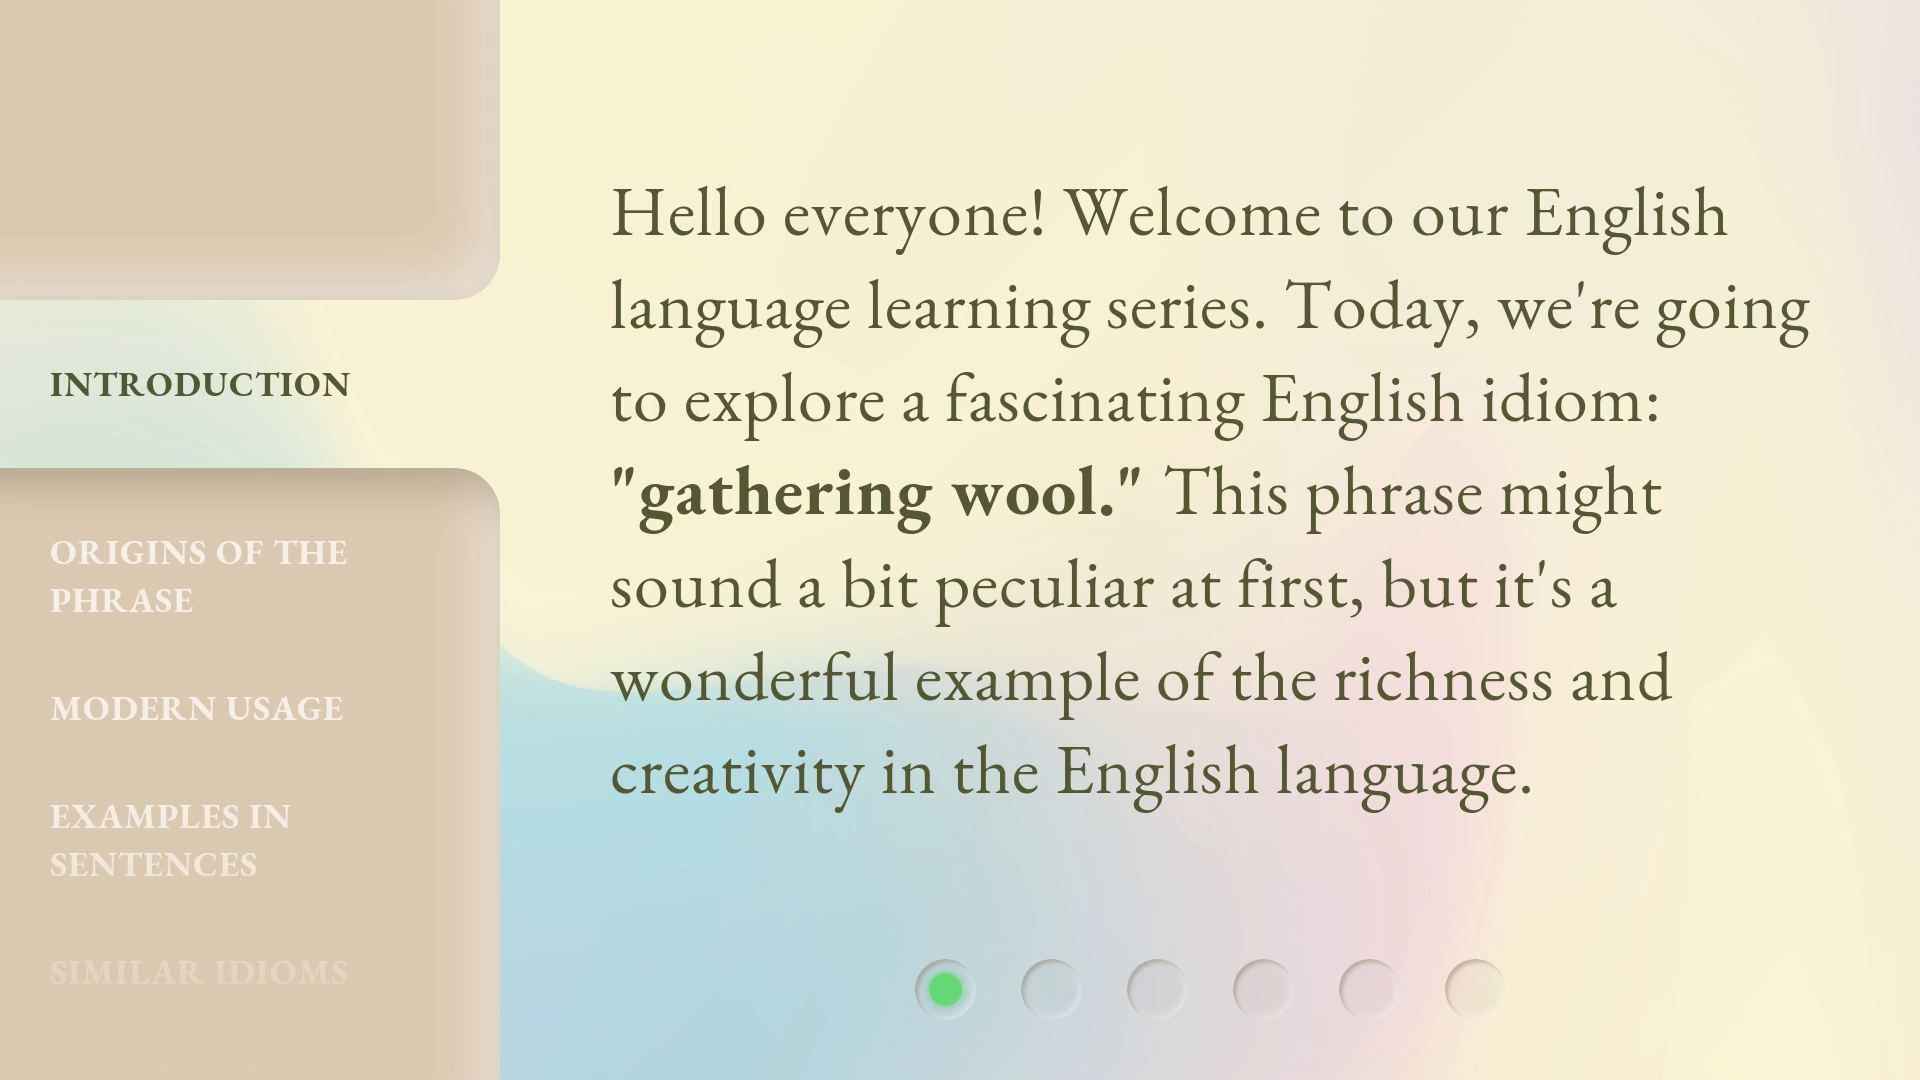 INTRODUCTION
ORIGINS OF THE
PHRASE
MODERN USAGE
EXAMPLES IN
SENTENCES
SIMILAR IDIOMS
Hello everyone! Welcome to our English
language learning series. Today, we're going
to explore a fascinating English idiom:
"gathering wool." This phrase might
sound a bit peculiar at first, but it's a
wonderful example of the richness and
creativity in the English language.